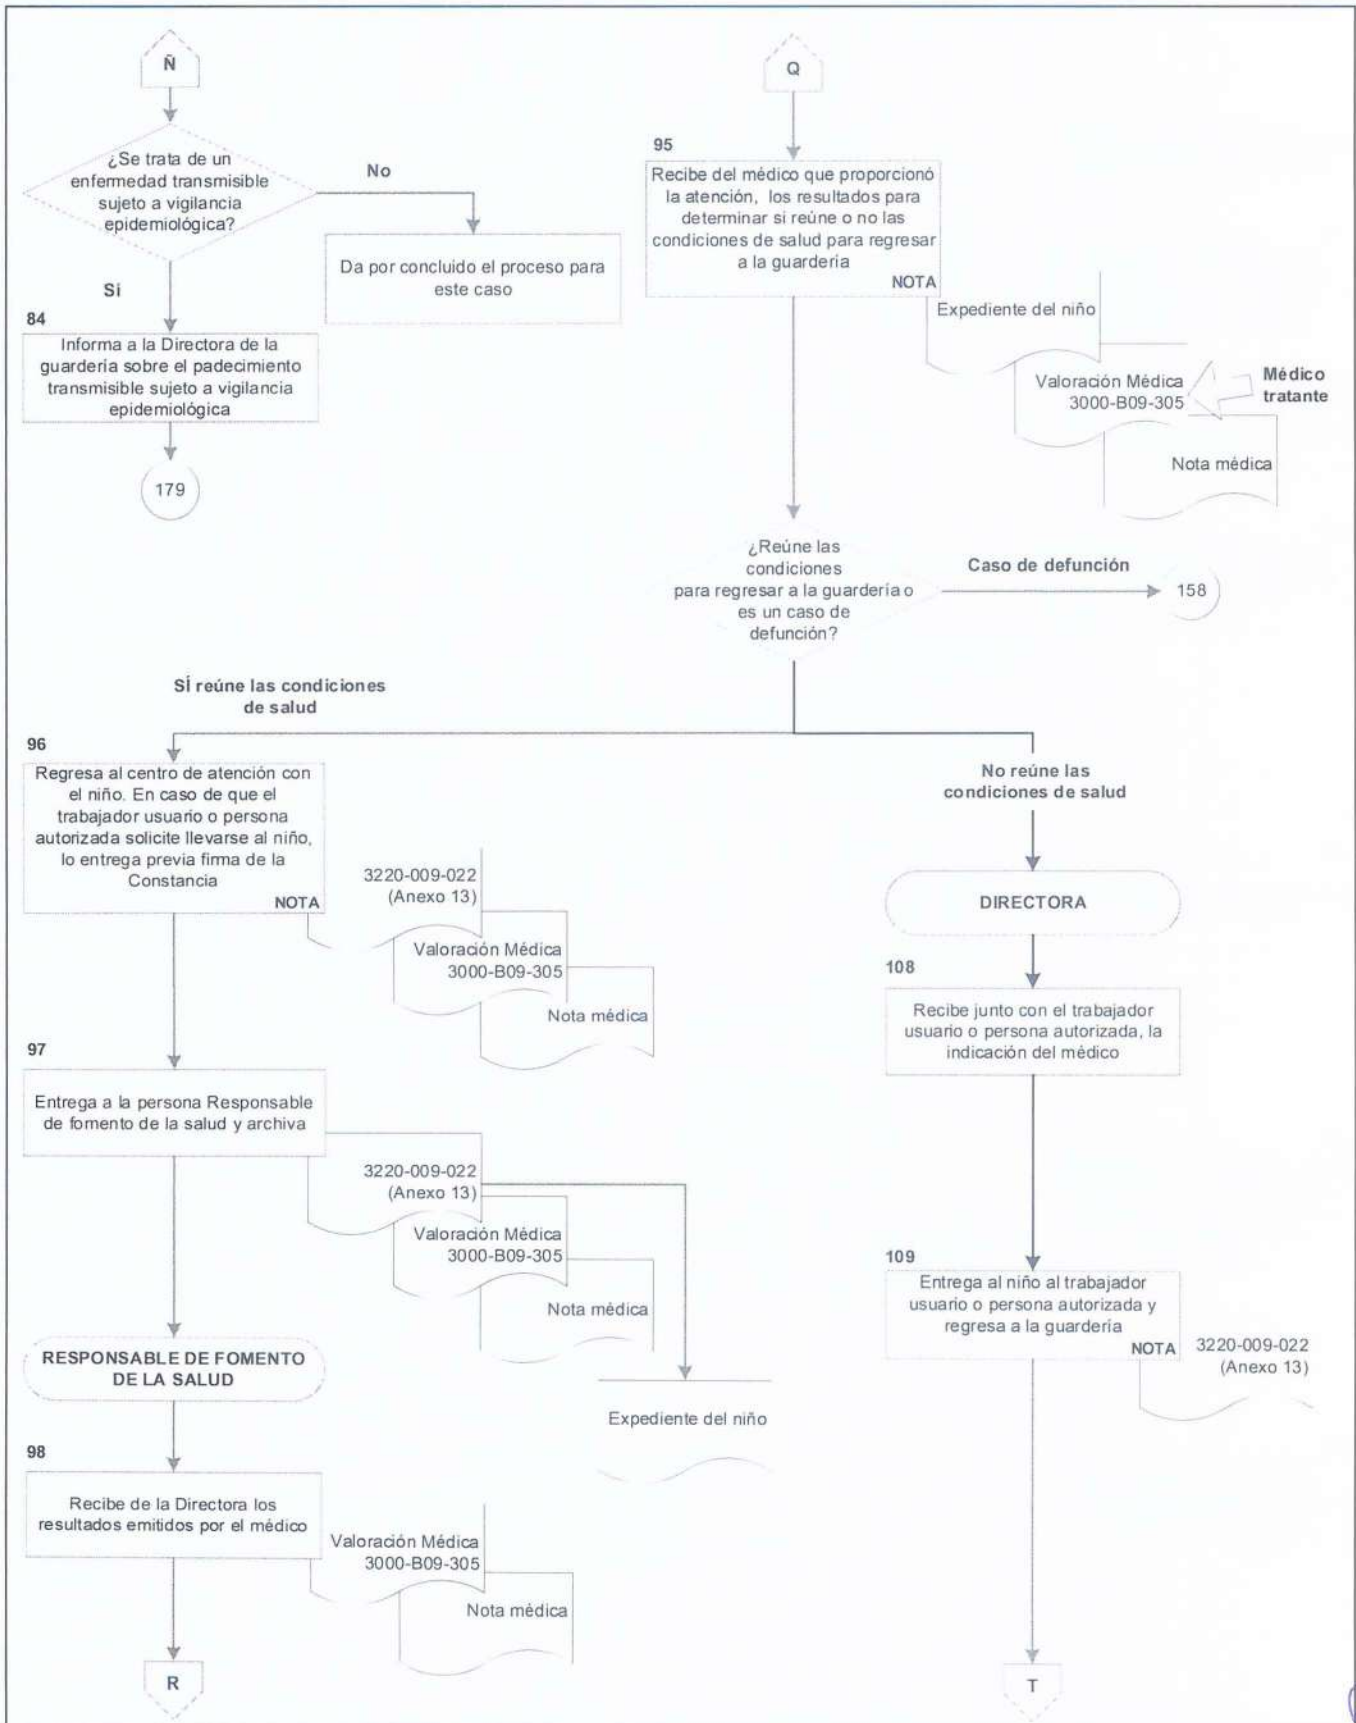 Ñ
¿Se trata de un
enfermedad transmisible
sujeto a vigilancia
epidemiológica?
No
Da por concluido el proceso para
este caso
Si
84
Informa a la Directora de la
guardería sobre el padecimiento
transmisible sujeto a vigilancia
epidemiológica
179
Q
95
Recibe del médico que proporcionó
la atención, los resultados para
determinar si reúne o no las
condiciones de salud para regresar
a la guardería
NOTA
Expediente del niño
Valoración Médica
3000-B09-305
Médico
tratante
Nota médica
¿Reúne las
condiciones
para regresar a la guardería o
es un caso de
defunción?
Caso de defunción
158
SÍ reúne las condiciones
de salud
96
Regresa al centro de atención con
el niño. En caso de que el
trabajador usuario o persona
autorizada solicite llevarse al niño,
lo entrega previa firma de la
Constancia
NOTA
3220-009-022
(Anexo 13)
Valoración Médica
3000-B09-305
Nota médica
97
Entrega a la persona Responsable
de fomento de la salud y archiva
3220-009-022
(Anexo 13)
Valoración Médica
3000-B09-305
Nota médica
Expediente del niño
RESPONSABLE DE FOMENTO
DE LA SALUD
98
Recibe de la Directora los
resultados emitidos por el médico
Valoración Médica
3000-B09-305
Nota médica
R
No reúne las
condiciones de salud
DIRECTORA
108
Recibe junto con el trabajador
usuario o persona autorizada, la
indicación del médico
109
Entrega al niño al trabajador
usuario o persona autorizada y
regresa a la guardería
NOTA
3220-009-022
(Anexo 13)
T